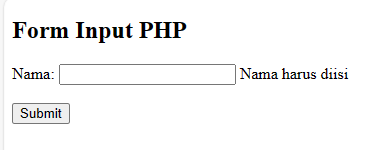 Form Input PHP
Nama: Nama harus diisi
Submit